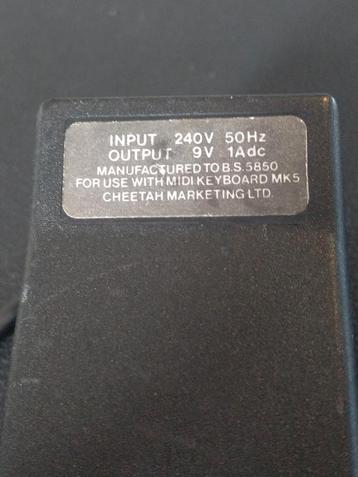 INPUT 240V 50Hz
OUTPUT 9V 1Adc
MANUFACTURED TO B.S. 5850
FOR USE WITH MIDI KEYBOARD MK5
CHEETAH MARKETING LTD.